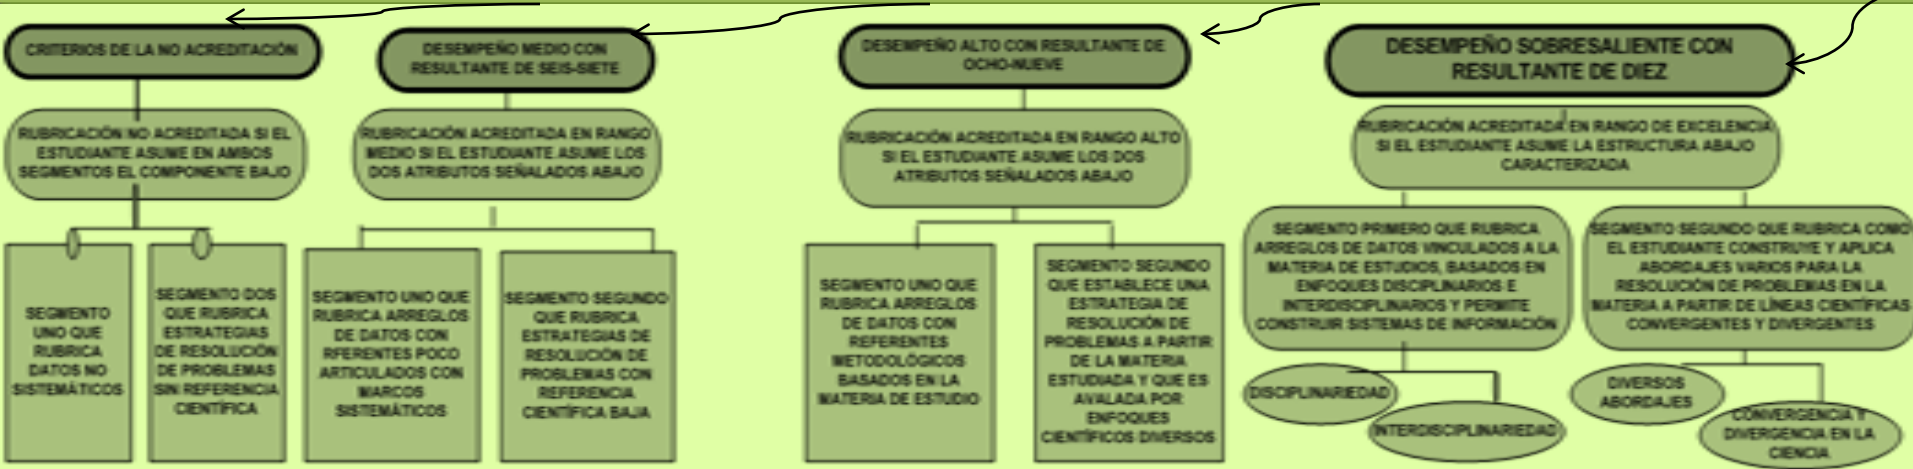 CRITERIOS DE LA NO ACREDITACIÓN
RUBRICACIÓN NO ACREDITADA SI EL
ESTUDIANTE ASUME EN AMBOS
SEGMENTOS EL COMPONENTE BAJO
SEGMENTO
UNO QUE
RUBRICA
DATOS NO
SISTEMÁTICOS
SEGMENTO DOS
QUE RUBRICA
ESTRATEGIAS
DE RESOLUCIÓN
DE PROBLEMAS
SIN REFERENCIA
CIENTÍFICA
DESEMPEÑO MEDIO CON
RESULTANTE DE SEIS-SIETE
RUBRICACIÓN ACREDITADA EN RANGO
MEDIO SI EL ESTUDIANTE ASUME LOS
DOS ATRIBUTOS SEÑALADOS ABAJO
SEGMENTO UNO QUE
RUBRICA ARREGLOS
DE DATOS CON
RFERENTES POCO
ARTICULADOS CON
MARCOS
SISTEMÁTICOS
SEGMENTO SEGUNDO
QUE RUBRICA
ESTRATEGIAS DE
RESOLUCIÓN DE
PROBLEMAS CON
REFERENCIA
CIENTÍFICA BAJA
DESEMPEÑO ALTO CON RESULTANTE DE
OCHO-NUEVE
RUBRICACIÓN ACREDITADA EN RANGO ALTO
SI EL ESTUDIANTE ASUME LOS DOS
ATRIBUTOS SEÑALADOS ABAJO
SEGMENTO UNO QUE
RUBRICA ARREGLOS
DE DATOS CON
REFERENTES
METODOLÓGICOS
BASADOS EN LA
MATERIA DE ESTUDIO
SEGMENTO SEGUNDO
QUE ESTABLECE UNA
ESTRATEGIA DE
RESOLUCIÓN DE
PROBLEMAS A PARTIR
DE LA MATERIA
ESTUDIADA Y QUE ES
AVALADA POR
ENFOQUES
CIENTÍFICOS DIVERSOS
DESEMPEÑO SOBRESALIENTE CON
RESULTANTE DE DIEZ
RUBRICACIÓN ACREDITADA EN RANGO DE EXCELENCIA
SI EL ESTUDIANTE ASUME LA ESTRUCTURA ABAJO
CARACTERIZADA
SEGMENTO PRIMERO QUE RUBRICA
ARREGLOS DE DATOS VINCULADOS A LA
MATERIA DE ESTUDIOS, BASADOS EN
ENFOQUES DISCIPLINARIOS E
INTERDISCIPLINARIOS Y PERMITE
CONSTRUIR SISTEMAS DE INFORMACIÓN
DISCIPLINARIEDAD
INTERDISCIPLINARIEDAD
SEGMENTO SEGUNDO QUE RUBRICA COMO
EL ESTUDIANTE CONSTRUYE Y APLICA
ABORDAJES VARIOS PARA LA
RESOLUCIÓN DE PROBLEMAS EN LA
MATERIA A PARTIR DE LÍNEAS CIENTÍFICAS
CONVERGENTES Y DIVERGENTES
DIVERSOS
ABORDAJES
CONVERGENCIA Y
DIVERGENCIA EN LA
CIENCIA